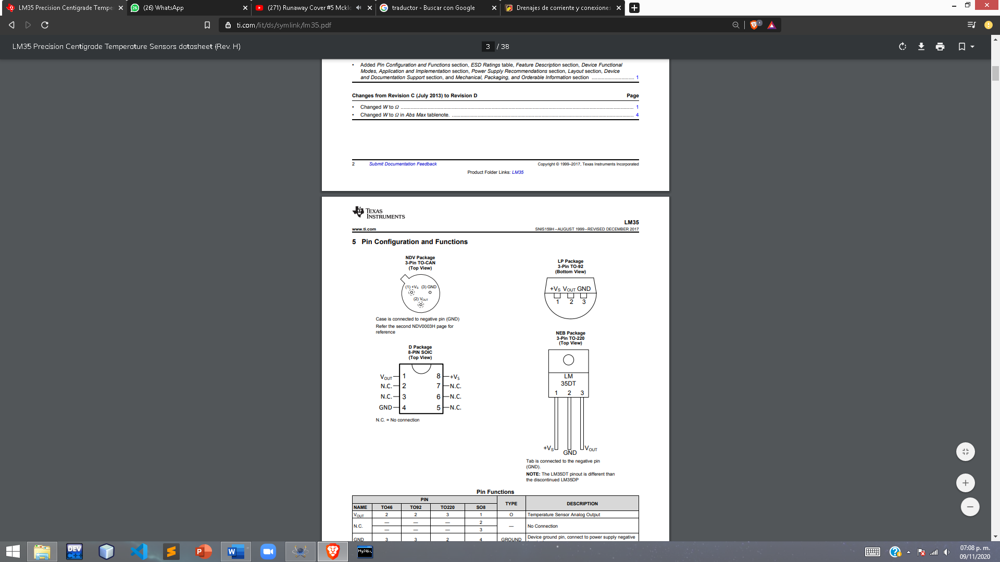 LM35 Precision Centigrade Tempe
(26) WhatsApp
(271) Runaway Cover #5 Mckl
traductor - Buscar con Google
Drenajes de corriente y conexiones
ti.com/lit/ds/symlink/lm35.pdf
LM35 Precision Centigrade Temperature Sensors datasheet (Rev. H)
3 / 38
• Added Pin Configuration and Functions section, ESD Ratings table, Feature Description section, Device Functional
Modes, Application and Implementation section, Power Supply Recommendations section, Layout section, Device
and Documentation Support section, and Mechanical, Packaging, and Orderable Information section ............................. 1
Changes from Revision C (July 2013) to Revision D Page
• Changed W to Ω ............................. 1
• Changed W to Ω in Abs Max tablenote. ............................. 4
2 Submit Documentation Feedback Copyright © 1999–2017, Texas Instruments Incorporated
Product Folder Links: LM35
TEXAS
INSTRUMENTS
LM35
www.ti.com SNIS159H –AUGUST 1999–REVISED DECEMBER 2017
5 Pin Configuration and Functions
NDV Package
3-Pin TO-CAN
(Top View)
(1) +VS (3) GND
(2) VOUT
Case is connected to negative pin (GND)
Refer the second NDV0003H page for
reference
LP Package
3-Pin TO-92
(Bottom View)
+VS VOUT GND
1 2 3
D Package
8-PIN SOIC
(Top View)
VOUT 1 8 +VS
N.C. 2 7 N.C.
N.C. 3 6 N.C.
GND 4 5 N.C.
N.C. = No connection
NEB Package
3-Pin TO-220
(Top View)
LM
35DT
1 2 3
+VS GND VOUT
Tab is connected to the negative pin
(GND).
NOTE: The LM35DT pinout is different than
the discontinued LM35DP
Pin Functions
PIN TYPE DESCRIPTION
NAME TO46 TO92 TO220 SO8
VOUT 2 2 3 1 O Temperature Sensor Analog Output
N.C. — — — 2 — No Connection
— — — 3
GND 3 3 2 4 GROUND Device ground pin, connect to power supply negative
DEV
C++
MySQL
07:08 p. m.
09/11/2020